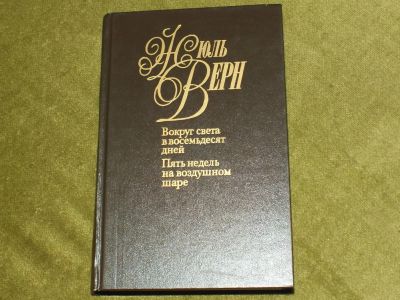 Жюль
Верн
Вокруг света
в восемьдесят
дней
Пять недель
на воздушном
шаре